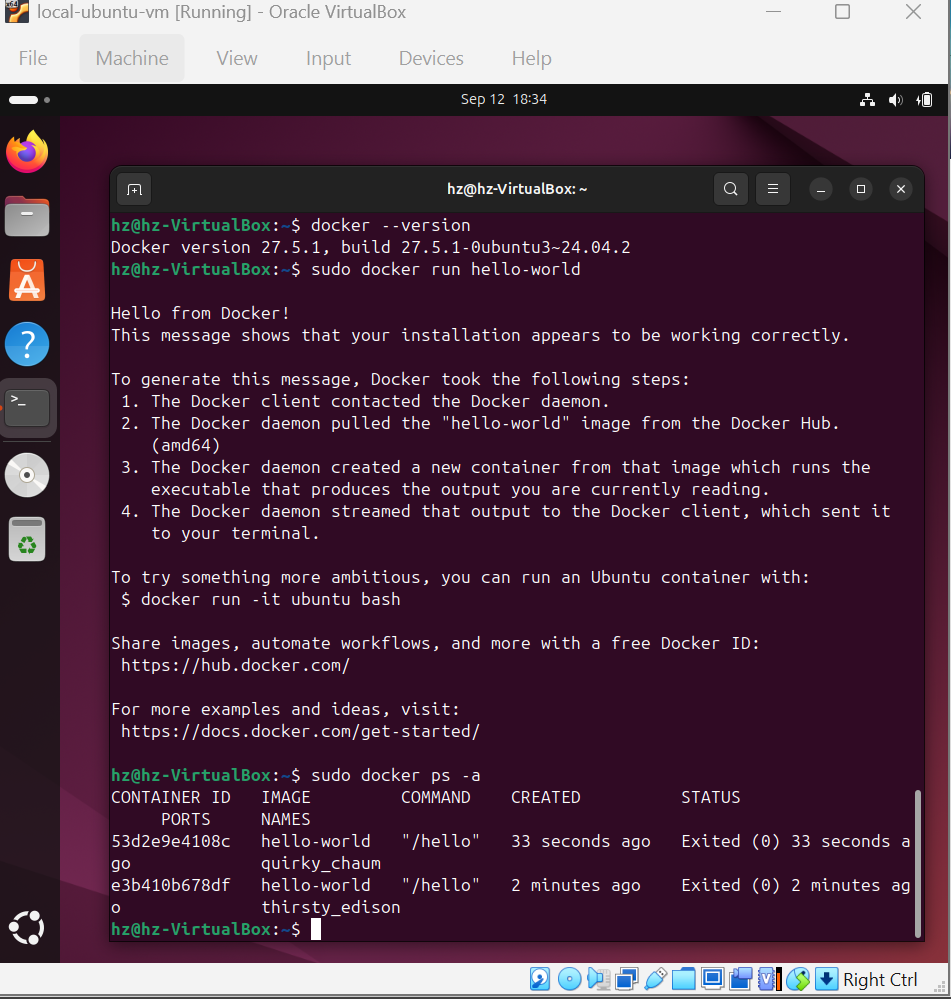 local-ubuntu-vm [Running] - Oracle VirtualBox
File Machine View Input Devices Help
Sep 12 18:34
hz@hz-VirtualBox: ~
hz@hz-VirtualBox:~$ docker --version
Docker version 27.5.1, build 27.5.1-0ubuntu3~24.04.2
hz@hz-VirtualBox:~$ sudo docker run hello-world
Hello from Docker!
This message shows that your installation appears to be working correctly.
To generate this message, Docker took the following steps:
1. The Docker client contacted the Docker daemon.
2. The Docker daemon pulled the "hello-world" image from the Docker Hub.
(amd64)
3. The Docker daemon created a new container from that image which runs the
executable that produces the output you are currently reading.
4. The Docker daemon streamed that output to the Docker client, which sent it
to your terminal.
To try something more ambitious, you can run an Ubuntu container with:
$ docker run -it ubuntu bash
Share images, automate workflows, and more with a free Docker ID:
https://hub.docker.com/
For more examples and ideas, visit:
https://docs.docker.com/get-started/
hz@hz-VirtualBox:~$ sudo docker ps -a
CONTAINER ID IMAGE COMMAND CREATED STATUS
PORTS NAMES
53d2e9e4108c hello-world "/hello" 33 seconds ago Exited (0) 33 seconds a
go quirky_chaum
e3b410b678df hello-world "/hello" 2 minutes ago Exited (0) 2 minutes ag
o thirsty_edison
hz@hz-VirtualBox:~$
Right Ctrl